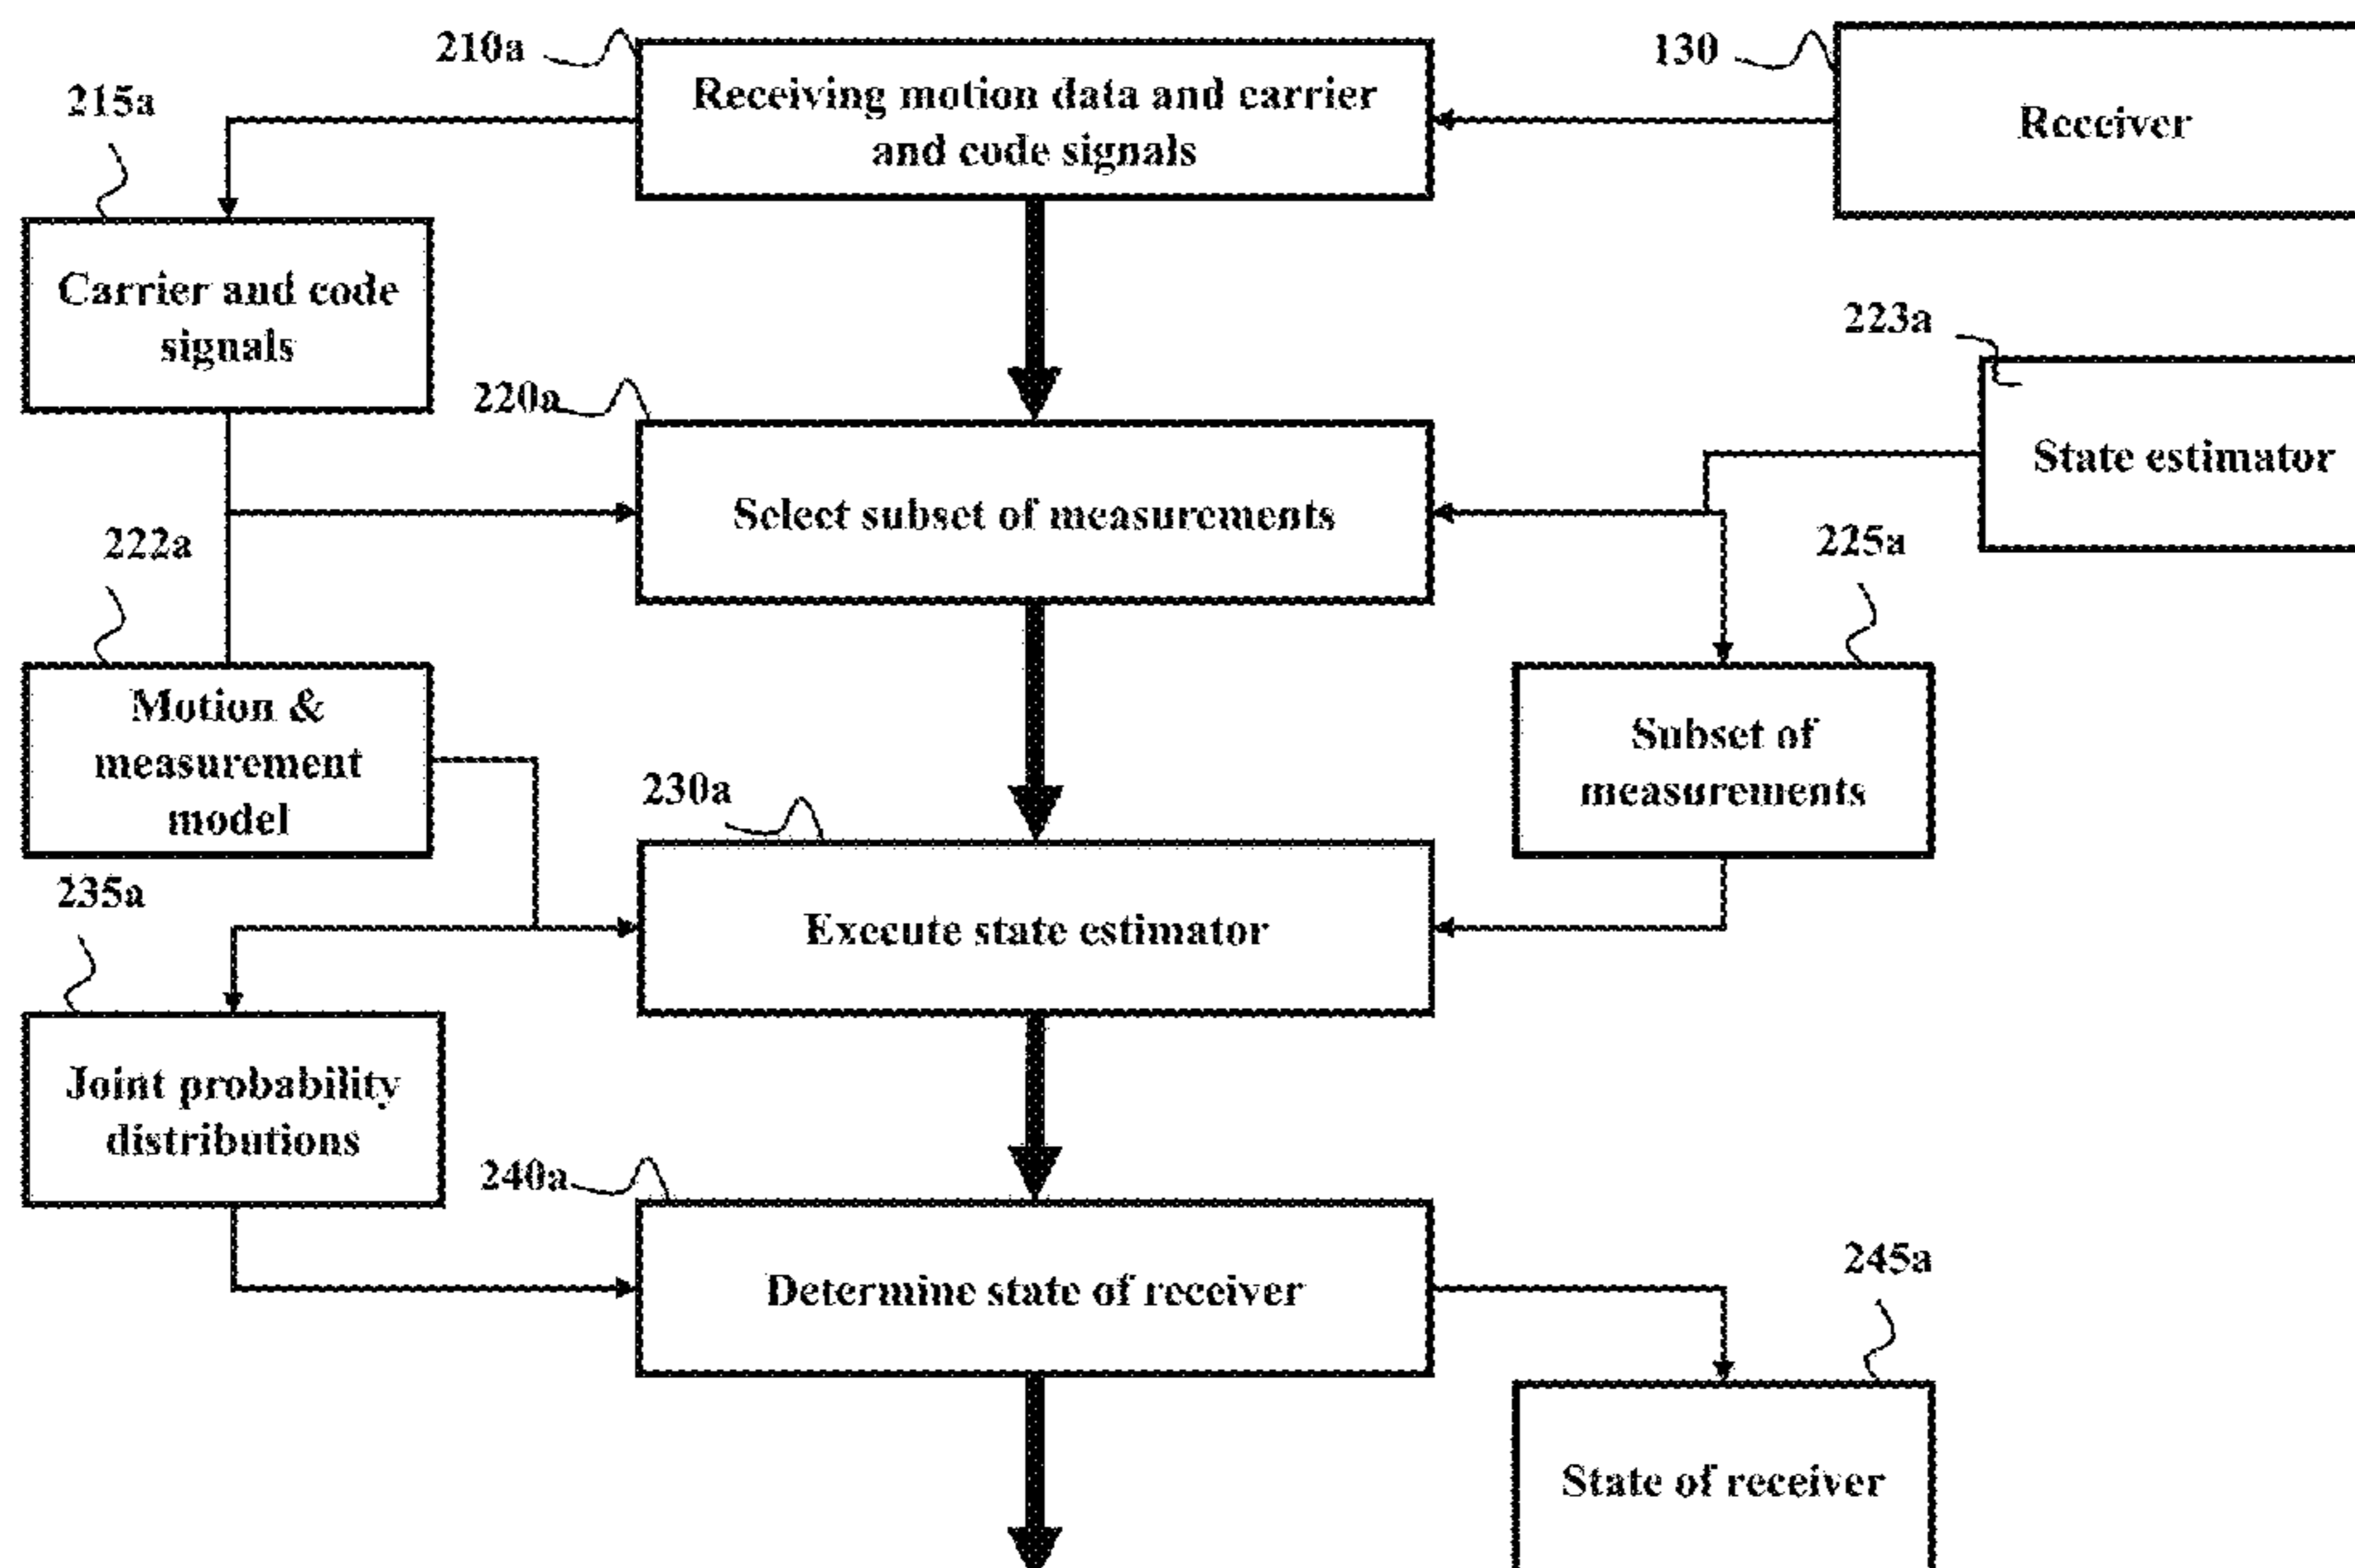 210a
130
Receiving motion data and carrier
and code signals
Receiver
215a
Carrier and code
signals
223a
State estimator
220a
Select subset of measurements
222a
225a
Motion &
measurement
model
Subset of
measurements
230a
Execute state estimator
235a
Joint probability
distributions
240a
Determine state of receiver
245a
State of receiver